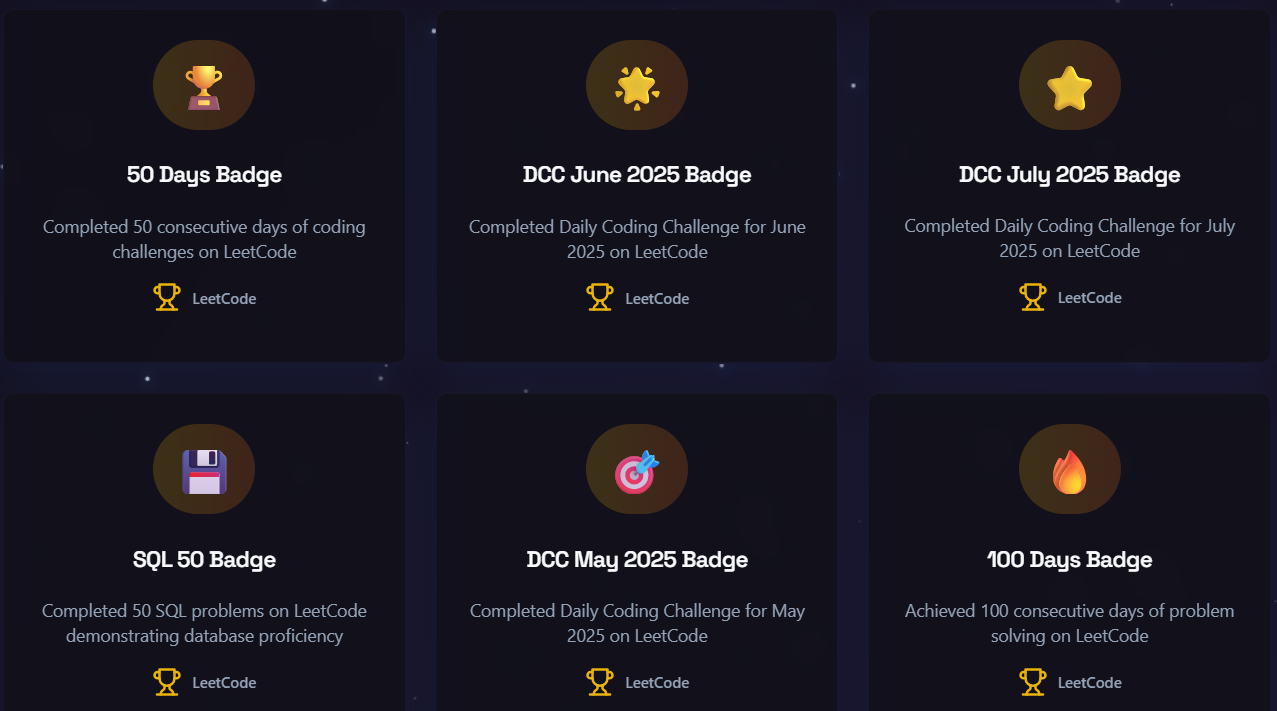 50 Days Badge
Completed 50 consecutive days of coding
challenges on LeetCode
LeetCode
DCC June 2025 Badge
Completed Daily Coding Challenge for June
2025 on LeetCode
LeetCode
DCC July 2025 Badge
Completed Daily Coding Challenge for July
2025 on LeetCode
LeetCode
SQL 50 Badge
Completed 50 SQL problems on LeetCode
demonstrating database proficiency
LeetCode
DCC May 2025 Badge
Completed Daily Coding Challenge for May
2025 on LeetCode
LeetCode
100 Days Badge
Achieved 100 consecutive days of problem
solving on LeetCode
LeetCode